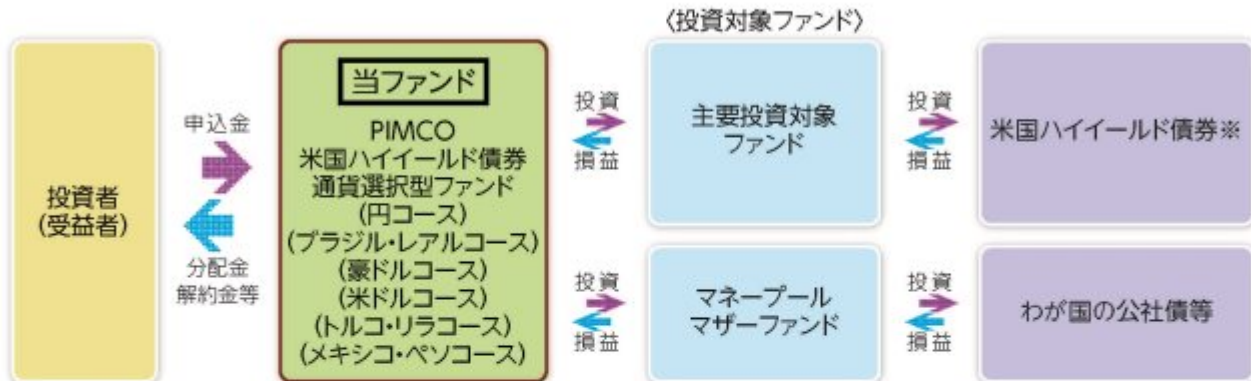 〈投資対象ファンド〉
投資者
(受益者)
申込金
分配金
解約金等
当ファンド
PIMCO
米国ハイイールド債券
通貨選択型ファンド
(円コース)
(ブラジル・レアルコース)
(豪ドルコース)
(米ドルコース)
(トルコ・リラコース)
(メキシコ・ペソコース)
投資
損益
主要投資対象
ファンド
投資
損益
米国ハイイールド債券※
投資
損益
マネープール
マザーファンド
投資
損益
わが国の公社債等